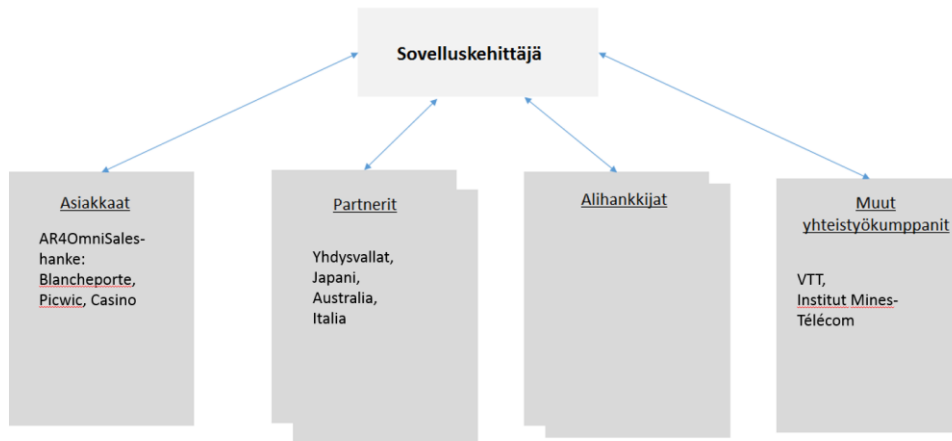 Sovelluskehittäjä
Asiakkaat
AR4OmniSales-
hanke:
Blancheporte,
Picwic, Casino
Partnerit
Yhdysvallat,
Japani,
Australia,
Italia
Alihankkijat
Muut
yhteistyökumppanit
VTT,
Institut Mines-
Télécom